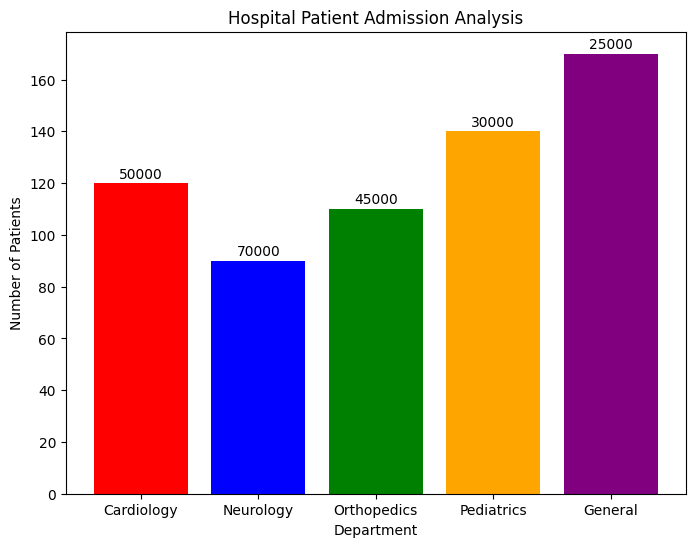 Hospital Patient Admission Analysis
Number of Patients
160
140
120
100
80
60
40
20
0
50000
70000
45000
30000
25000
Cardiology
Neurology
Orthopedics
Pediatrics
General
Department